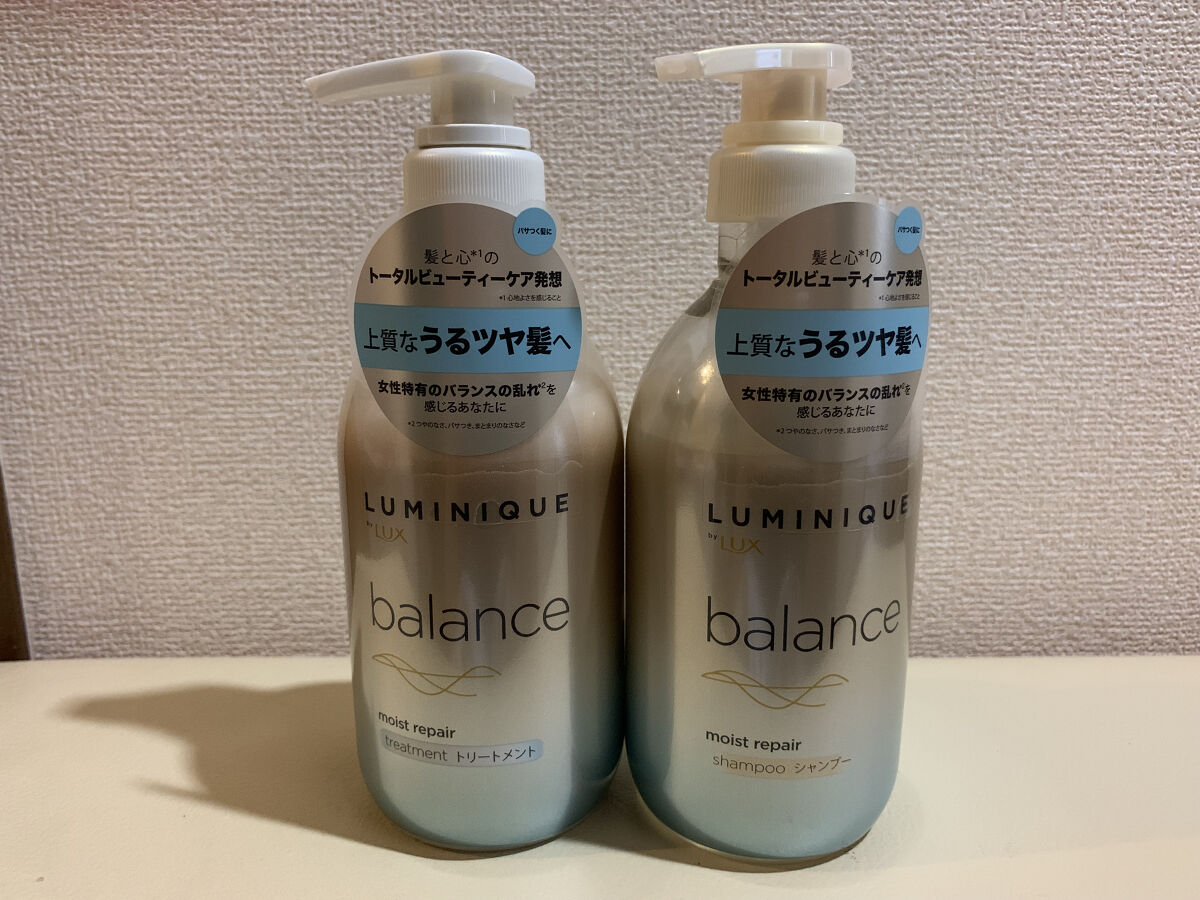 パサつく髪に
髪と心*1の
トータルビューティーケア発想
*1 心地よさを感じること
上質なうるツヤ髪へ
女性特有のバランスの乱れ*2を
感じるあなたに
*2 つやのなさ、パサつき、まとまりのなさなど
LUMINIQUE
by LUX
balance
moist repair
treatment トリートメント
パサつく髪に
髪と心*1の
トータルビューティーケア発想
*1 心地よさを感じること
上質なうるツヤ髪へ
女性特有のバランスの乱れ*2を
感じるあなたに
*2 つやのなさ、パサつき、まとまりのなさなど
LUMINIQUE
by LUX
balance
moist repair
shampoo シャンプー